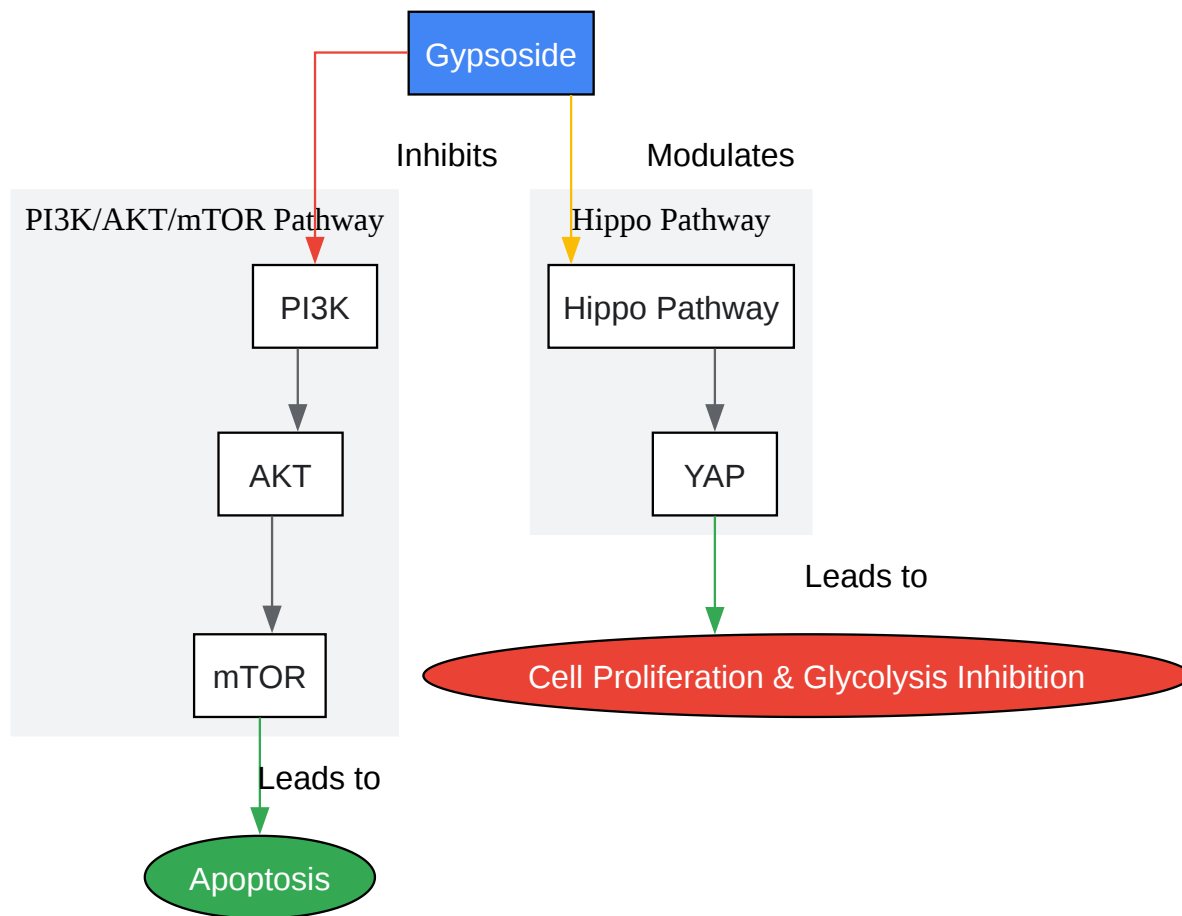 Gypsoside
Inhibits
Modulates
PI3K/AKT/mTOR Pathway
Hippo Pathway
PI3K
Hippo Pathway
AKT
YAP
Leads to
mTOR
Cell Proliferation & Glycolysis Inhibition
Leads to
Apoptosis